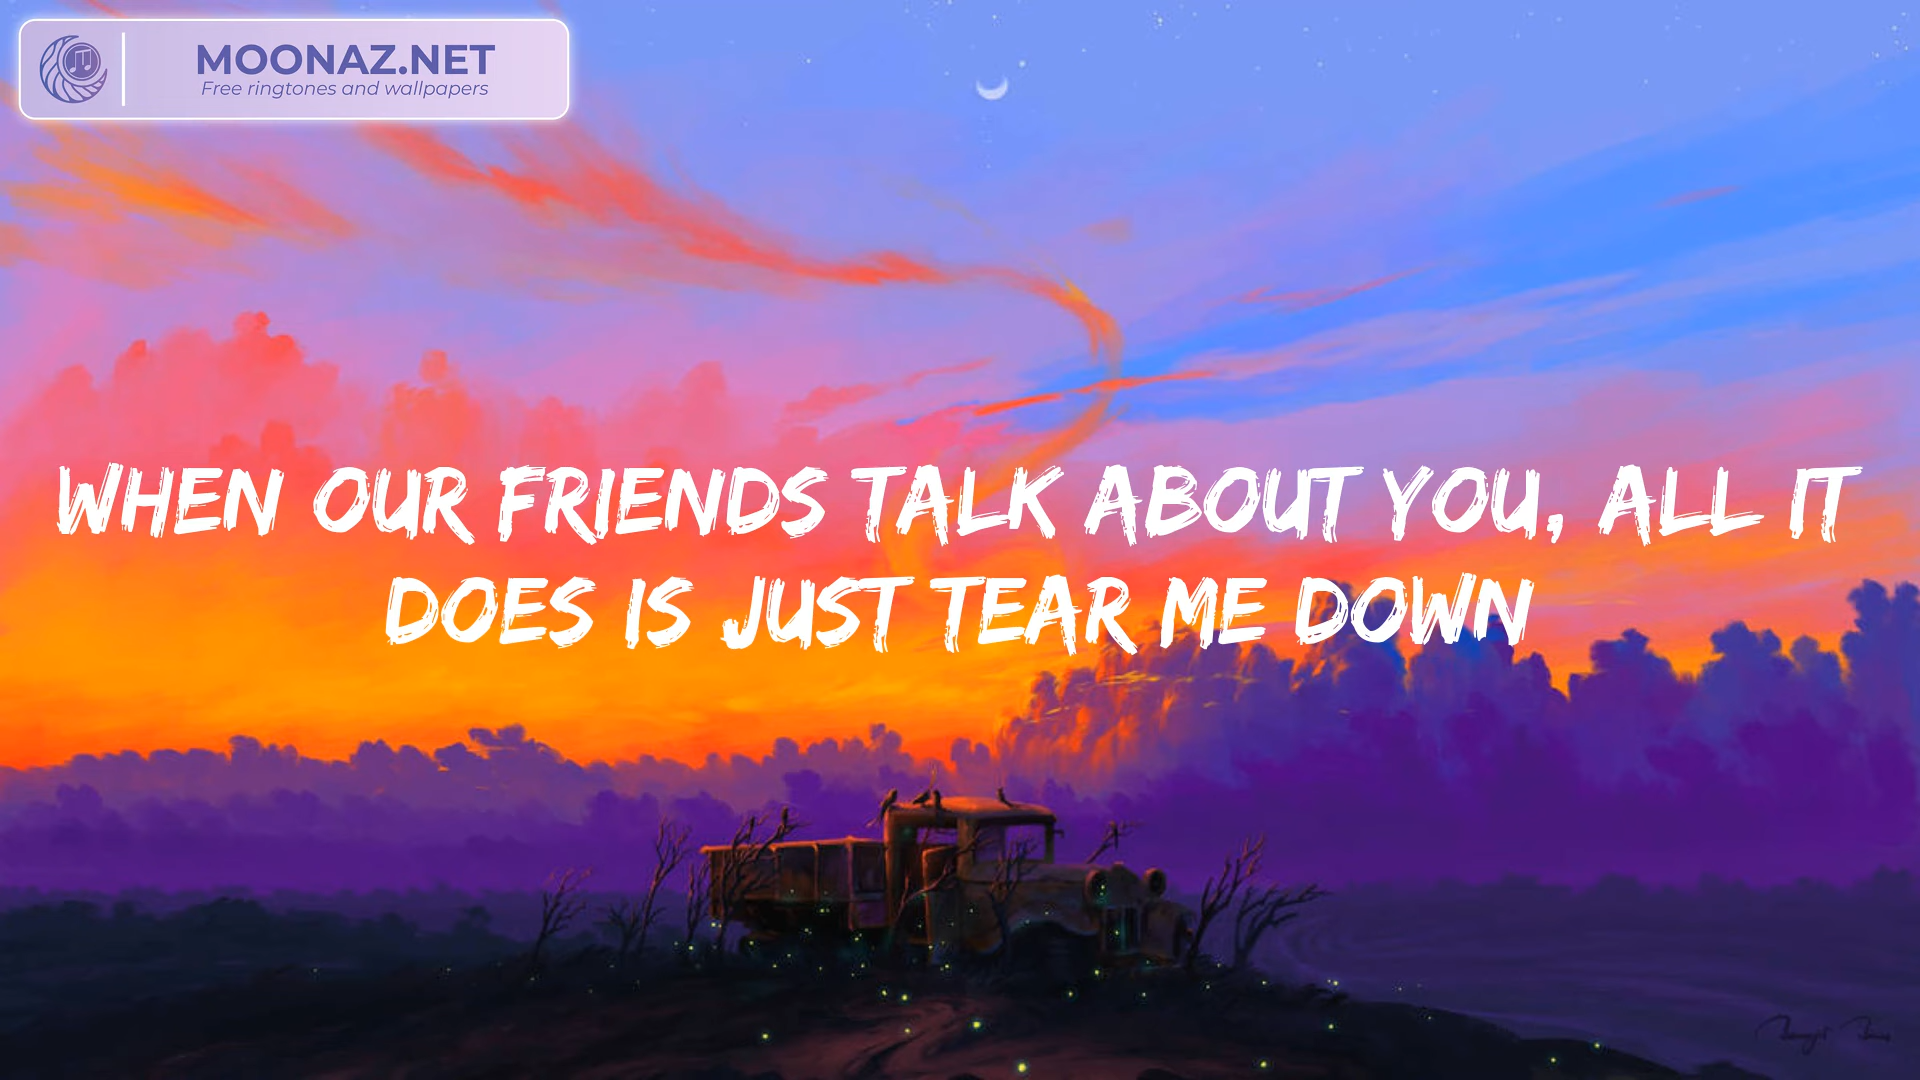 MOONAZ.NET
Free ringtones and wallpapers
WHEN OUR FRIENDS TALK ABOUT YOU, ALL IT
DOES IS JUST TEAR ME DOWN